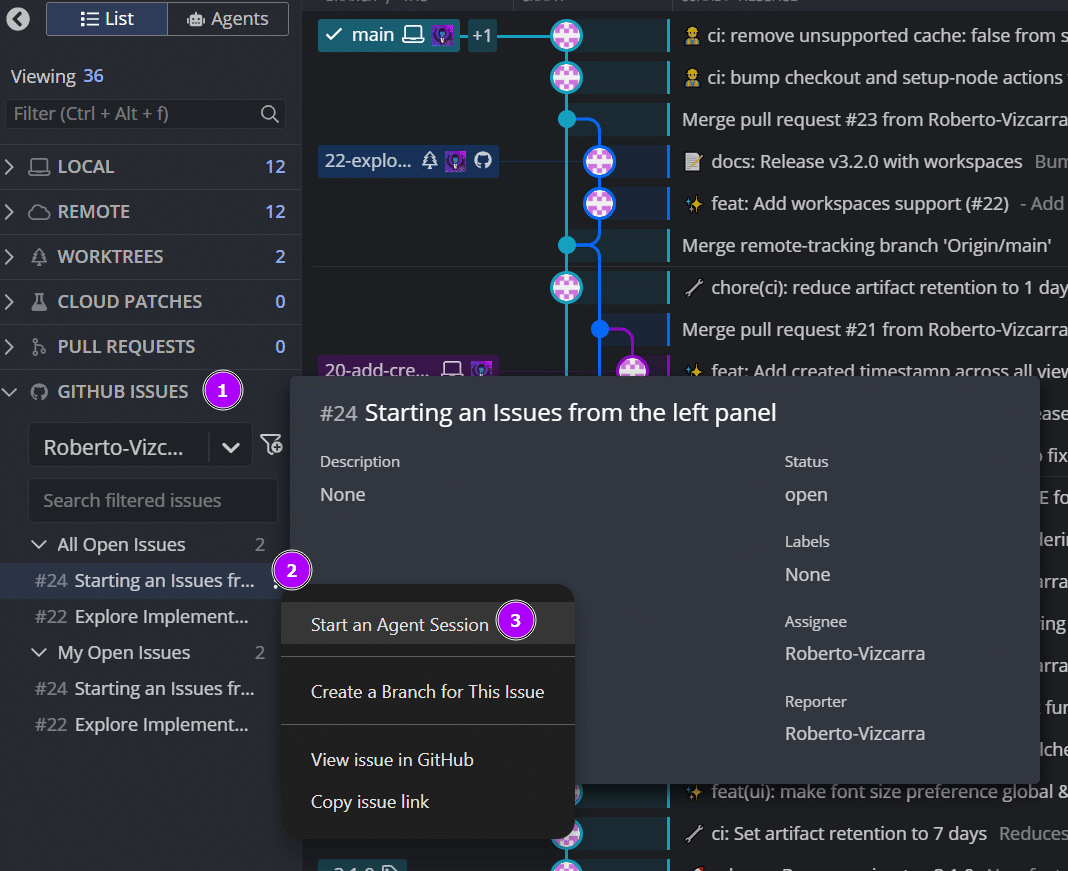 List
Agents
Viewing 36
Filter (Ctrl + Alt + f)
LOCAL 12
REMOTE 12
WORKTREES 2
CLOUD PATCHES 0
PULL REQUESTS 0
GITHUB ISSUES 1
Roberto-Vizc...
Search filtered issues
All Open Issues 2
#24 Starting an Issues fr... 2
#22 Explore Implement...
My Open Issues 2
#24 Starting an Issues fr...
#22 Explore Implement...
main +1
ci: remove unsupported cache: false from s
ci: bump checkout and setup-node actions
Merge pull request #23 from Roberto-Vizcarra
22-explo...
docs: Release v3.2.0 with workspaces Bum
feat: Add workspaces support (#22) - Add
Merge remote-tracking branch 'Origin/main'
chore(ci): reduce artifact retention to 1 day
Merge pull request #21 from Roberto-Vizcarra
20-add-cre...
feat: Add created timestamp across all view
#24 Starting an Issues from the left panel
Description
None
Status
open
Labels
None
Assignee
Roberto-Vizcarra
Reporter
Roberto-Vizcarra
Start an Agent Session 3
Create a Branch for This Issue
View issue in GitHub
Copy issue link
feat(ui): make font size preference global &
ci: Set artifact retention to 7 days Reduces